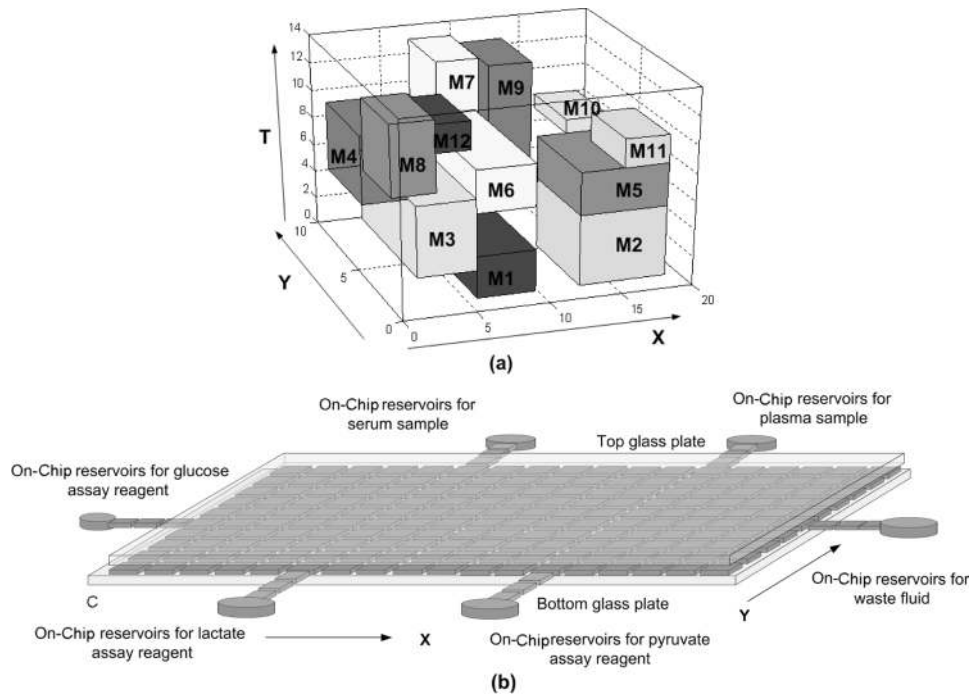 14
12
10
8
6
4
2
0
T
10
5
0
Y
0
5
10
15
20
X
M7
M9
M10
M12
M11
M4
M8
M6
M5
M3
M2
M1
(a)
On-Chip reservoirs for
serum sample
On-Chip reservoirs for
plasma sample
Top glass plate
On-Chip reservoirs for glucose
assay reagent
C
Bottom glass plate
Y
On-Chip reservoirs for
waste fluid
On-Chip reservoirs for lactate
assay reagent
X
On-Chip reservoirs for pyruvate
assay reagent
(b)